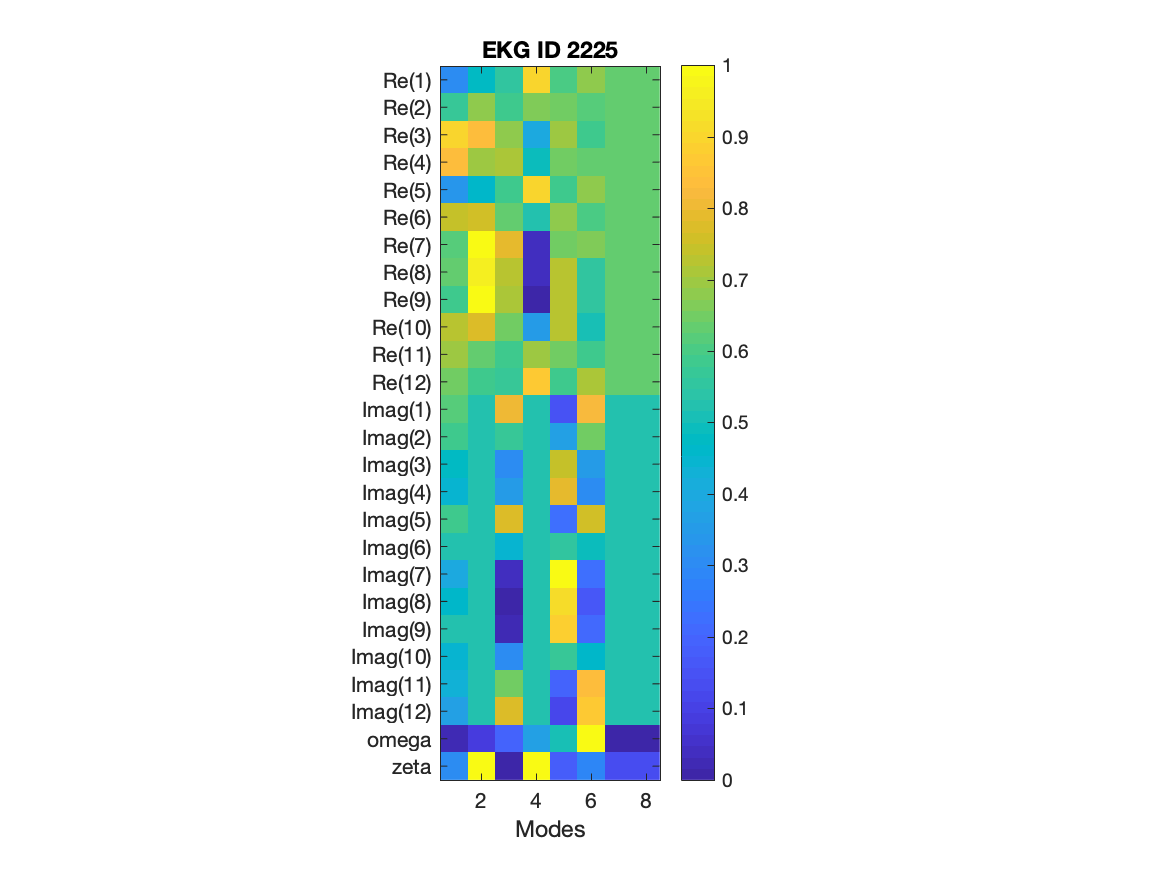 EKG ID 2225
Re(1)
Re(2)
Re(3)
Re(4)
Re(5)
Re(6)
Re(7)
Re(8)
Re(9)
Re(10)
Re(11)
Re(12)
Imag(1)
Imag(2)
Imag(3)
Imag(4)
Imag(5)
Imag(6)
Imag(7)
Imag(8)
Imag(9)
Imag(10)
Imag(11)
Imag(12)
omega
zeta
2 4 6 8
Modes
1
0.9
0.8
0.7
0.6
0.5
0.4
0.3
0.2
0.1
0